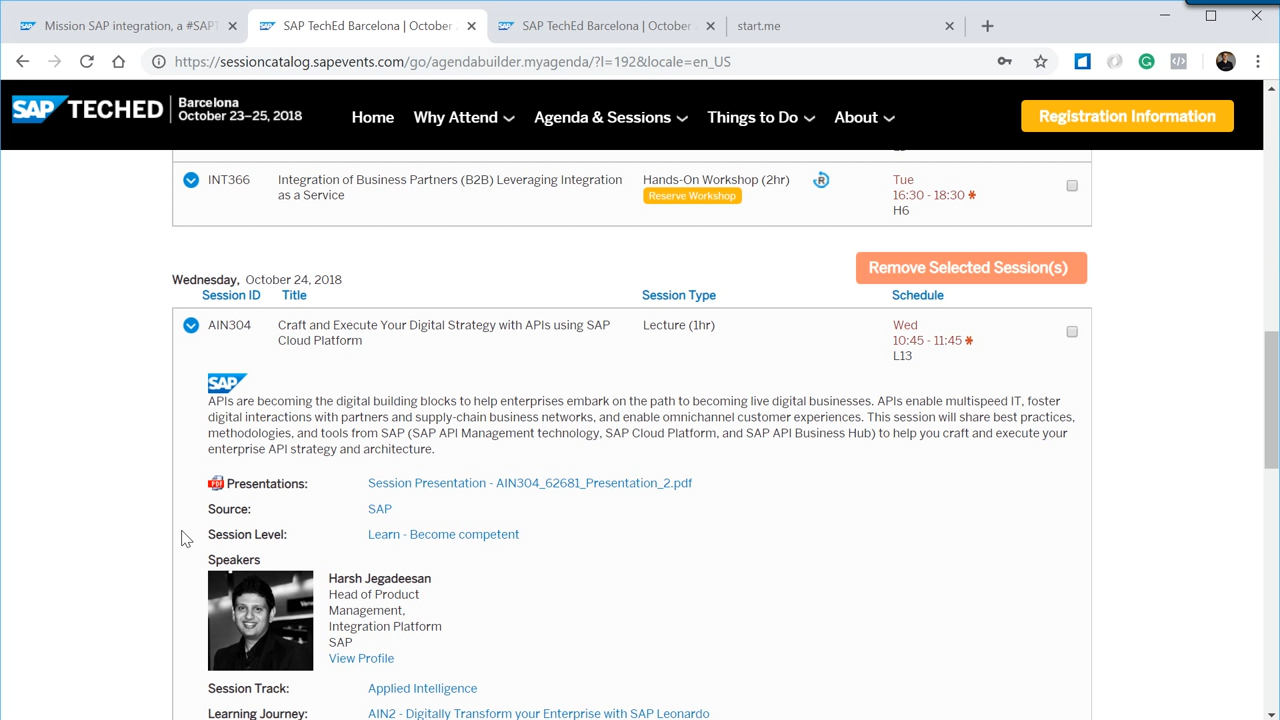 Mission SAP integration, a #SAPT
SAP TechEd Barcelona | October
SAP TechEd Barcelona | October
start.me
https://sessioncatalog.sapevents.com/go/agendabuilder.myagenda/?l=192&locale=en_US
SAP TECHED
Barcelona
October 23–25, 2018
Home
Why Attend
Agenda & Sessions
Things to Do
About
Registration Information
INT366
Integration of Business Partners (B2B) Leveraging Integration
as a Service
Hands-On Workshop (2hr)
Reserve Workshop
R
Tue
16:30 - 18:30 *
H6
Wednesday, October 24, 2018
Remove Selected Session(s)
Session ID
Title
Session Type
Schedule
AIN304
Craft and Execute Your Digital Strategy with APIs using SAP
Cloud Platform
Lecture (1hr)
Wed
10:45 - 11:45 *
L13
SAP
APIs are becoming the digital building blocks to help enterprises embark on the path to becoming live digital businesses. APIs enable multispeed IT, foster
digital interactions with partners and supply-chain business networks, and enable omnichannel customer experiences. This session will share best practices,
methodologies, and tools from SAP (SAP API Management technology, SAP Cloud Platform, and SAP API Business Hub) to help you craft and execute your
enterprise API strategy and architecture.
PDF Presentations: Session Presentation - AIN304_62681_Presentation_2.pdf
Source: SAP
Session Level: Learn - Become competent
Speakers
Harsh Jegadeesan
Head of Product
Management,
Integration Platform
SAP
View Profile
Session Track: Applied Intelligence
Learning Journey: AIN2 - Digitally Transform your Enterprise with SAP Leonardo